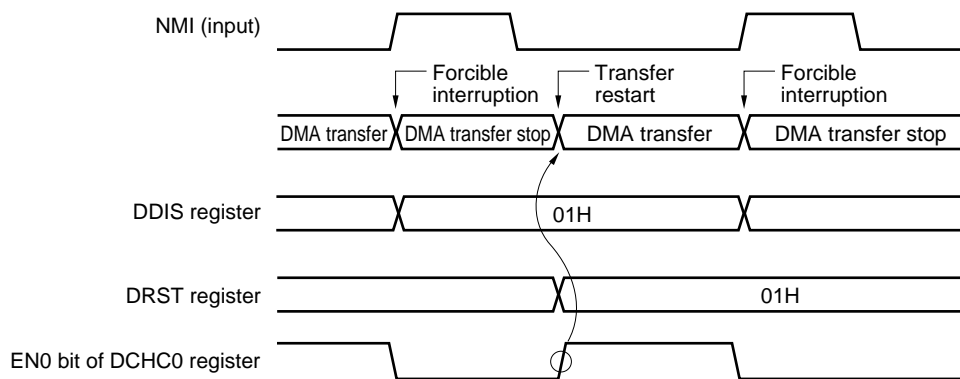 NMI (input)
Forcible
interruption
Transfer
restart
Forcible
interruption
DMA transfer
DMA transfer stop
DMA transfer
DMA transfer stop
DDIS register
01H
DRST register
01H
EN0 bit of DCHC0 register